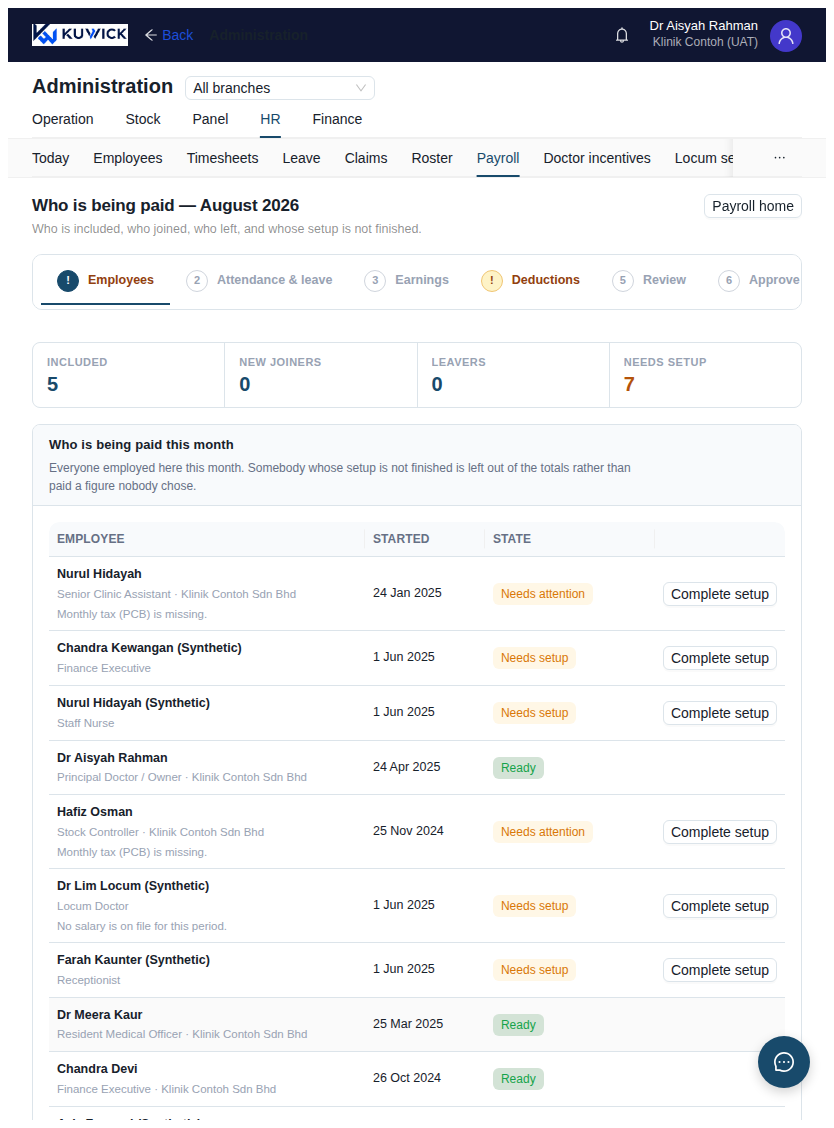 KUWICK
Back
Administration
Dr Aisyah Rahman
Klinik Contoh (UAT)
Administration
All branches
Operation
Stock
Panel
HR
Finance
Today
Employees
Timesheets
Leave
Claims
Roster
Payroll
Doctor incentives
Locum se
···
Who is being paid — August 2026
Payroll home
Who is included, who joined, who left, and whose setup is not finished.
! Employees
2 Attendance & leave
3 Earnings
! Deductions
5 Review
6 Approve
INCLUDED
5
NEW JOINERS
0
LEAVERS
0
NEEDS SETUP
7
Who is being paid this month
Everyone employed here this month. Somebody whose setup is not finished is left out of the totals rather than
paid a figure nobody chose.
EMPLOYEE STARTED STATE
Nurul Hidayah
Senior Clinic Assistant · Klinik Contoh Sdn Bhd
Monthly tax (PCB) is missing.
24 Jan 2025
Needs attention
Complete setup
Chandra Kewangan (Synthetic)
Finance Executive
1 Jun 2025
Needs setup
Complete setup
Nurul Hidayah (Synthetic)
Staff Nurse
1 Jun 2025
Needs setup
Complete setup
Dr Aisyah Rahman
Principal Doctor / Owner · Klinik Contoh Sdn Bhd
24 Apr 2025
Ready
Hafiz Osman
Stock Controller · Klinik Contoh Sdn Bhd
Monthly tax (PCB) is missing.
25 Nov 2024
Needs attention
Complete setup
Dr Lim Locum (Synthetic)
Locum Doctor
No salary is on file for this period.
1 Jun 2025
Needs setup
Complete setup
Farah Kaunter (Synthetic)
Receptionist
1 Jun 2025
Needs setup
Complete setup
Dr Meera Kaur
Resident Medical Officer · Klinik Contoh Sdn Bhd
25 Mar 2025
Ready
Chandra Devi
Finance Executive · Klinik Contoh Sdn Bhd
26 Oct 2024
Ready